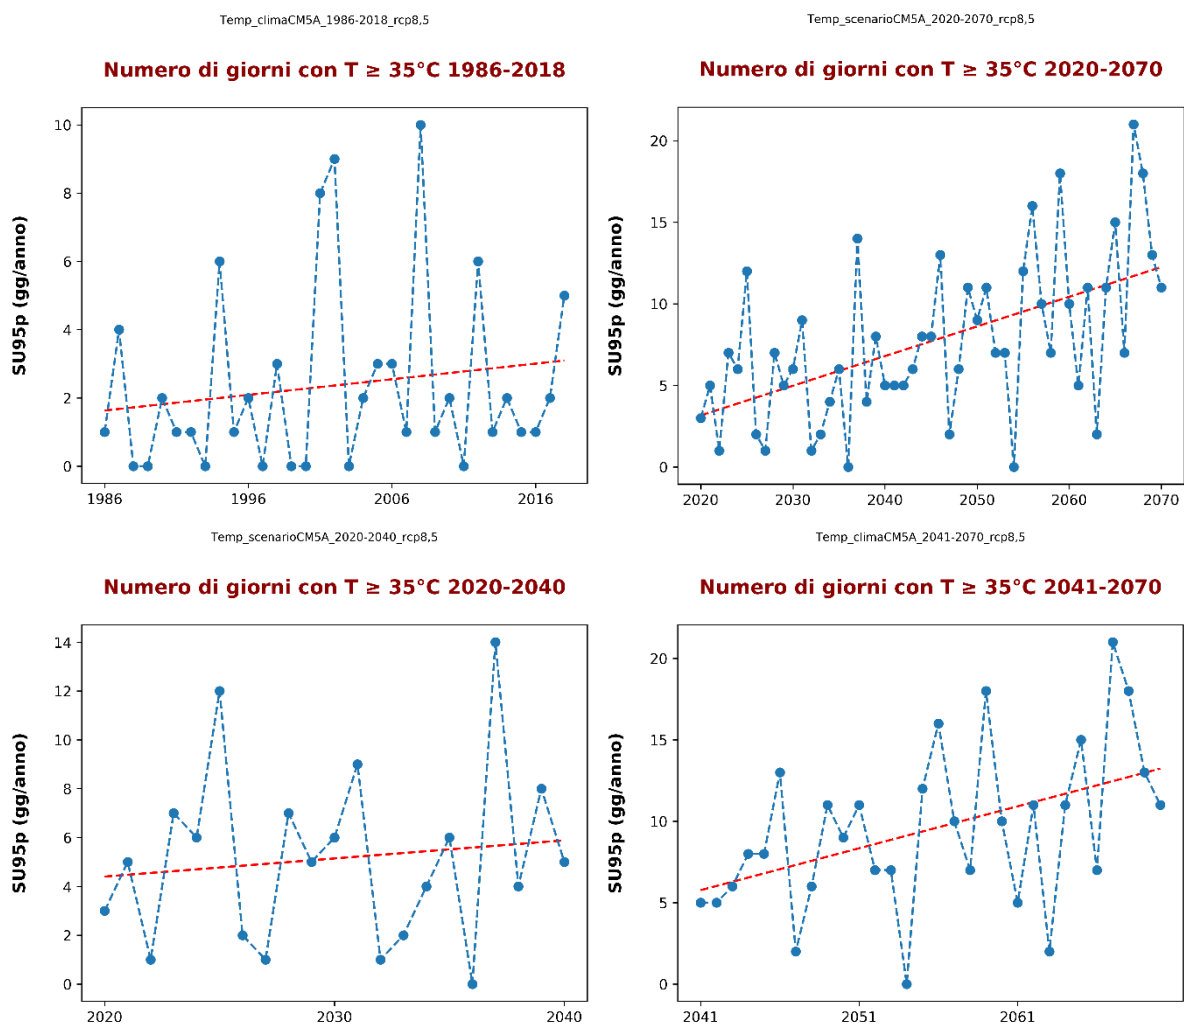 Temp_climaCM5A_1986-2018_rcp8,5
Numero di giorni con T ≥ 35°C 1986-2018
SU95p (gg/anno)
10
8
6
4
2
0
1986 1996 2006 2016
Temp_scenarioCM5A_2020-2070_rcp8,5
Numero di giorni con T ≥ 35°C 2020-2070
SU95p (gg/anno)
20
15
10
5
0
2020 2030 2040 2050 2060 2070
Temp_scenarioCM5A_2020-2040_rcp8,5
Numero di giorni con T ≥ 35°C 2020-2040
SU95p (gg/anno)
14
12
10
8
6
4
2
0
2020 2030 2040
Temp_climaCM5A_2041-2070_rcp8,5
Numero di giorni con T ≥ 35°C 2041-2070
SU95p (gg/anno)
20
15
10
5
0
2041 2051 2061